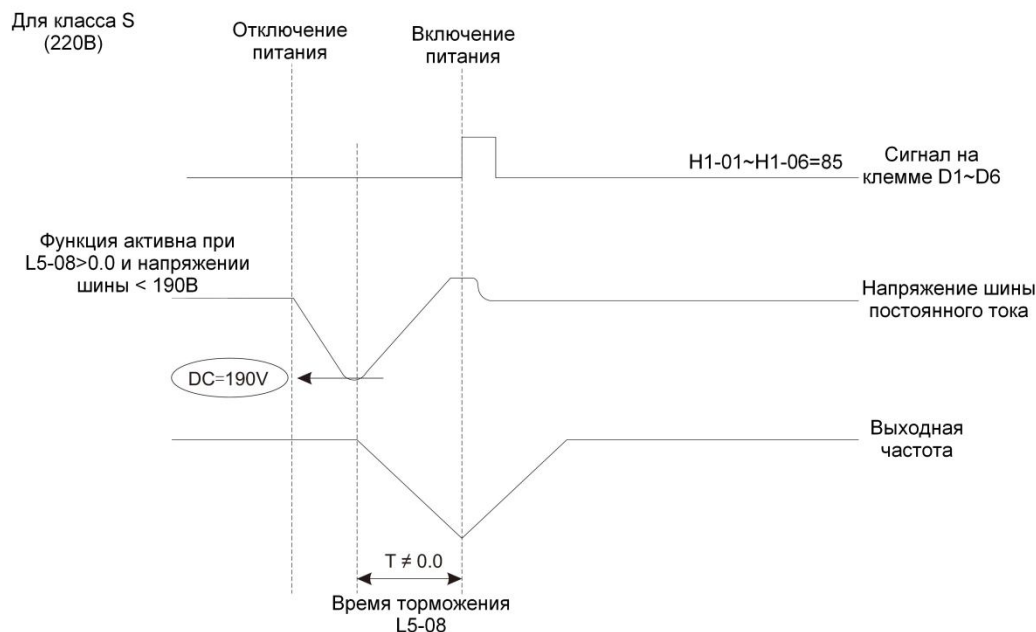 Для класса S
(220В)
Отключение
питания
Включение
питания
H1-01~H1-06=85
Сигнал на
клемме D1~D6
Функция активна при
L5-08>0.0 и напряжении
шины < 190В
Напряжение шины
постоянного тока
DC=190V
Выходная
частота
T ≠ 0.0
Время торможения
L5-08